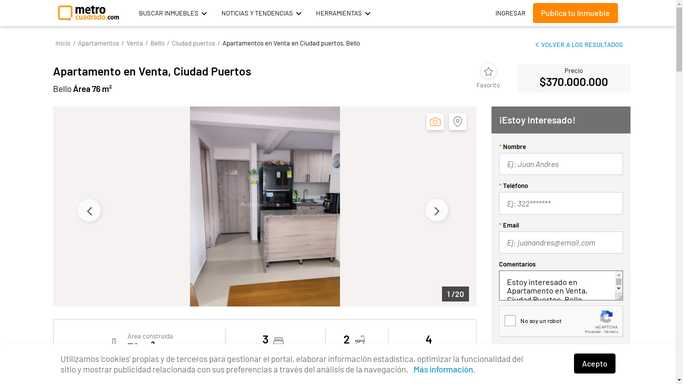 metro
cuadrado.com
BUSCAR INMUEBLES
NOTICIAS Y TENDENCIAS
HERRAMIENTAS
INGRESAR
Publica tu Inmueble
Inicio / Apartamentos / Venta / Bello / Ciudad puertos / Apartamentos en Venta en Ciudad puertos, Bello
VOLVER A LOS RESULTADOS
Apartamento en Venta, Ciudad Puertos
Bello Área 76 m²
Favorito
Precio
$370.000.000
1 / 20
¡Estoy Interesado!
* Nombre
Ej: Juan Andres
* Teléfono
Ej: 322*******
* Email
Ej: juanandres@email.com
Comentarios
Estoy interesado en
Apartamento en Venta,
Ciudad Puertos, Bello
No soy un robot
reCAPTCHA
Privacidad - Términos
Área construida
3
2
4
Utilizamos 'cookies' propias y de terceros para gestionar el portal, elaborar información estadística, optimizar la funcionalidad del
sitio y mostrar publicidad relacionada con sus preferencias a través del análisis de la navegación. Más información.
Acepto